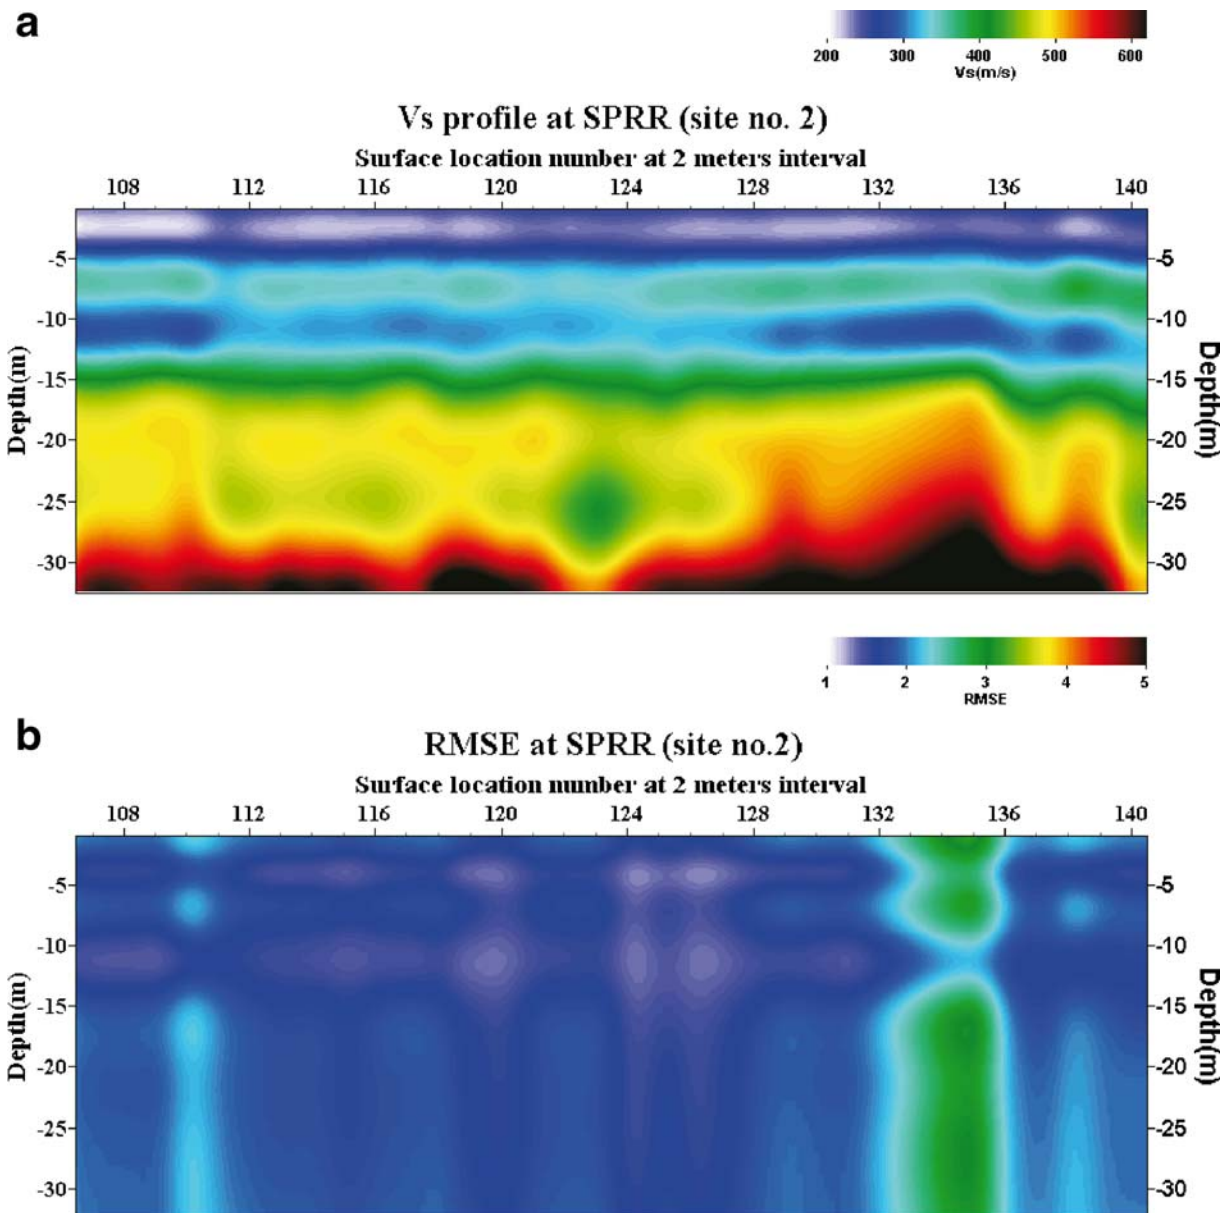 a
200 300 400 500 600
Vs(m/s)
Vs profile at SPRR (site no. 2)
Surface location number at 2 meters interval
108 112 116 120 124 128 132 136 140
-5 -5
-10 -10
-15 -15
-20 -20
-25 -25
-30 -30
Depth(m) Depth(m)
1 2 3 4 5
RMSE
b
RMSE at SPRR (site no.2)
Surface location number at 2 meters interval
108 112 116 120 124 128 132 136 140
-5 -5
-10 -10
-15 -15
-20 -20
-25 -25
-30 -30
Depth(m) Depth(m)